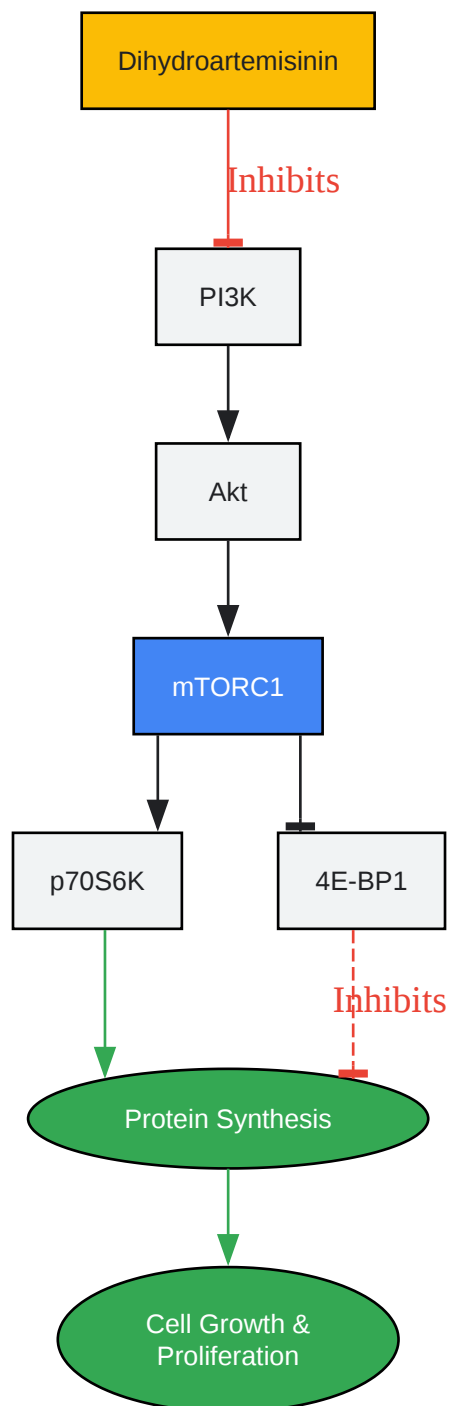 Dihydroartemisinin
Inhibits
PI3K
Akt
mTORC1
p70S6K
4E-BP1
Inhibits
Protein Synthesis
Cell Growth &
Proliferation